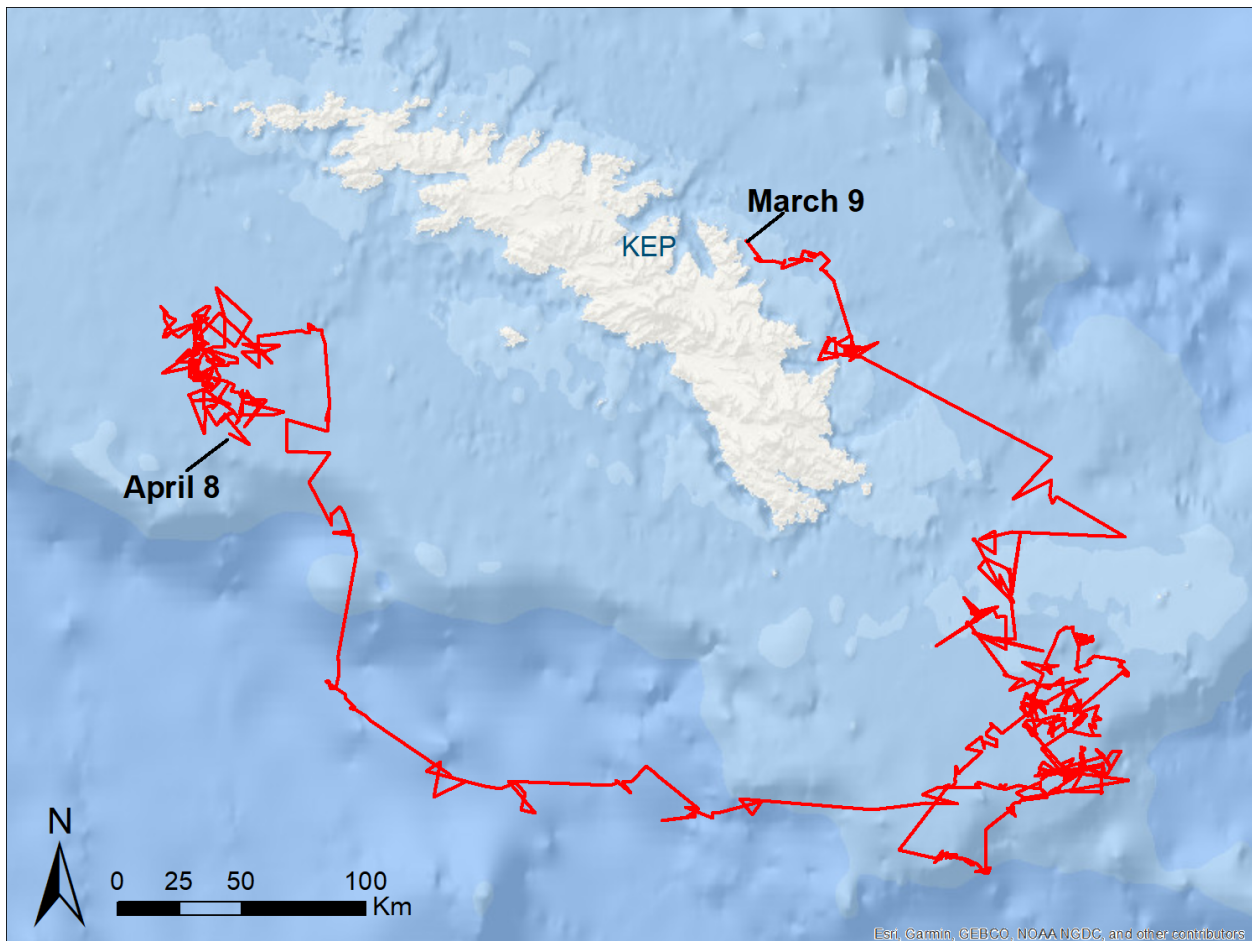 March 9
KEP
April 8
N
0 25 50 100
Km
Esri, Garmin, GEBCO, NOAA NGDC, and other contributors